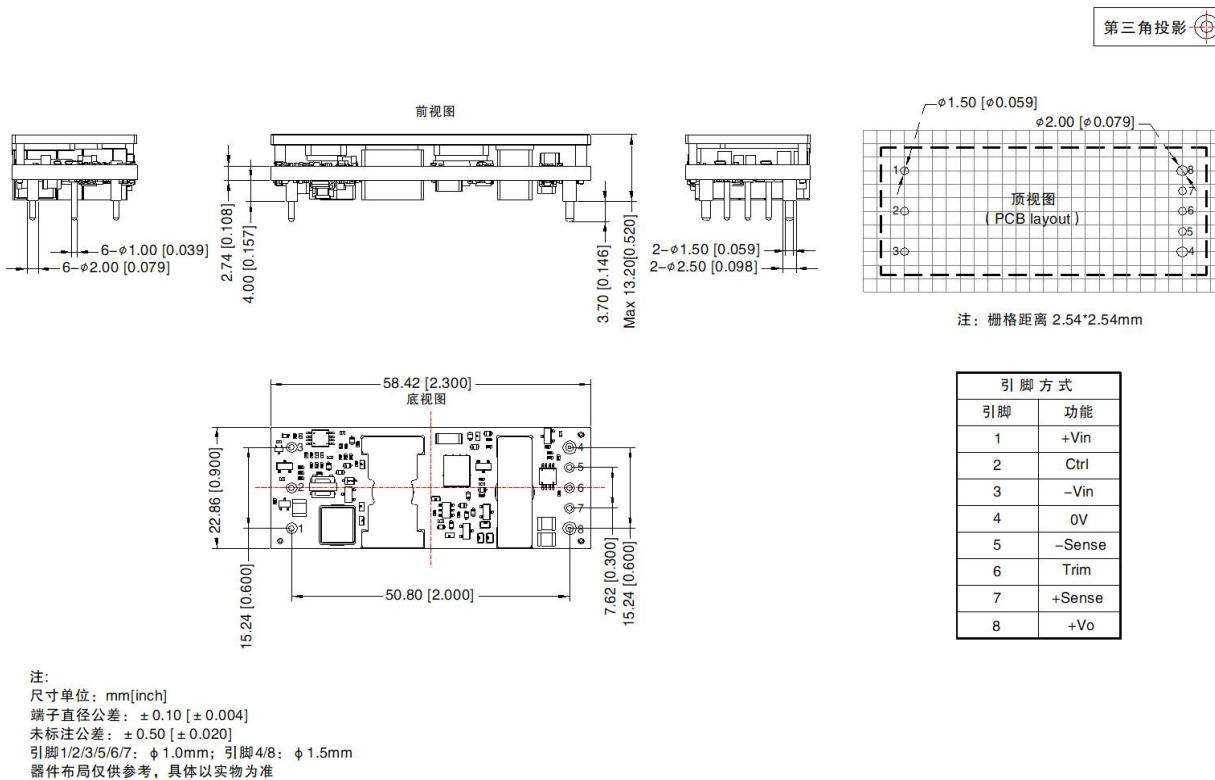 第三角投影
前视图
6-φ1.00 [0.039]
6-φ2.00 [0.079]
2.74 [0.108]
4.00 [0.157]
3.70 [0.146]
Max 13.20[0.520]
2-φ1.50 [0.059]
2-φ2.50 [0.098]
φ1.50 [φ0.059]
φ2.00 [φ0.079]
1
2
3
8
7
6
5
4
顶视图
( PCB layout )
注：栅格距离 2.54*2.54mm
58.42 [2.300]
底视图
22.86 [0.900]
15.24 [0.600]
3
2
1
4
5
6
7
8
50.80 [2.000]
7.62 [0.300]
15.24 [0.600]
引脚方式
引脚 功能
1 +Vin
2 Ctrl
3 -Vin
4 0V
5 -Sense
6 Trim
7 +Sense
8 +Vo
注:
尺寸单位：mm[inch]
端子直径公差：±0.10 [±0.004]
未标注公差：±0.50 [±0.020]
引脚1/2/3/5/6/7：φ1.0mm；引脚4/8：φ1.5mm
器件布局仅供参考，具体以实物为准